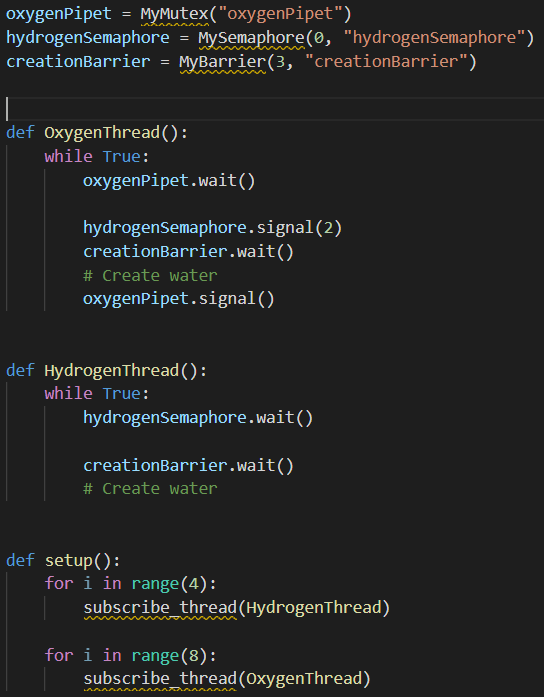 oxygenPipet = MyMutex("oxygenPipet")
hydrogenSemaphore = MySemaphore(0, "hydrogenSemaphore")
creationBarrier = MyBarrier(3, "creationBarrier")
def OxygenThread():
    while True:
        oxygenPipet.wait()
        hydrogenSemaphore.signal(2)
        creationBarrier.wait()
        # Create water
        oxygenPipet.signal()
def HydrogenThread():
    while True:
        hydrogenSemaphore.wait()
        creationBarrier.wait()
        # Create water
def setup():
    for i in range(4):
        subscribe_thread(HydrogenThread)
    for i in range(8):
        subscribe_thread(OxygenThread)